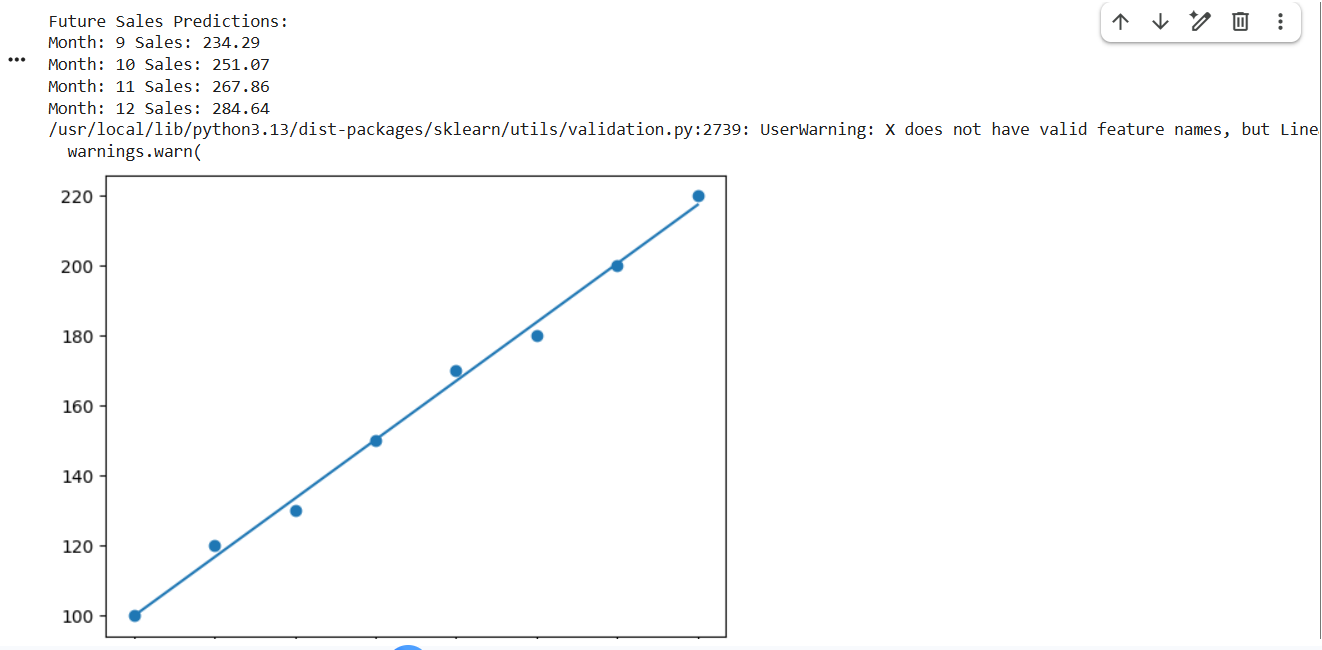 Future Sales Predictions:
Month: 9 Sales: 234.29
Month: 10 Sales: 251.07
Month: 11 Sales: 267.86
Month: 12 Sales: 284.64
/usr/local/lib/python3.13/dist-packages/sklearn/utils/validation.py:2739: UserWarning: X does not have valid feature names, but Line
warnings.warn(
220
200
180
160
140
120
100